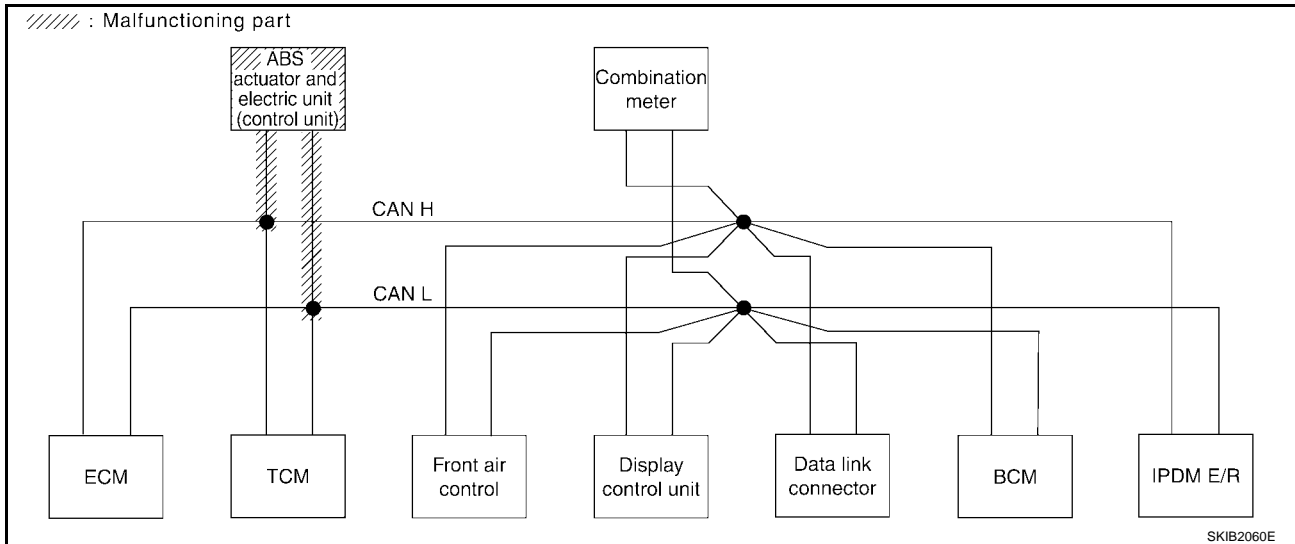 : Malfunctioning part
ABS
actuator and
electric unit
(control unit)
Combination
meter
CAN H
CAN L
ECM
TCM
Front air
control
Display
control unit
Data link
connector
BCM
IPDM E/R
SKIB2060E